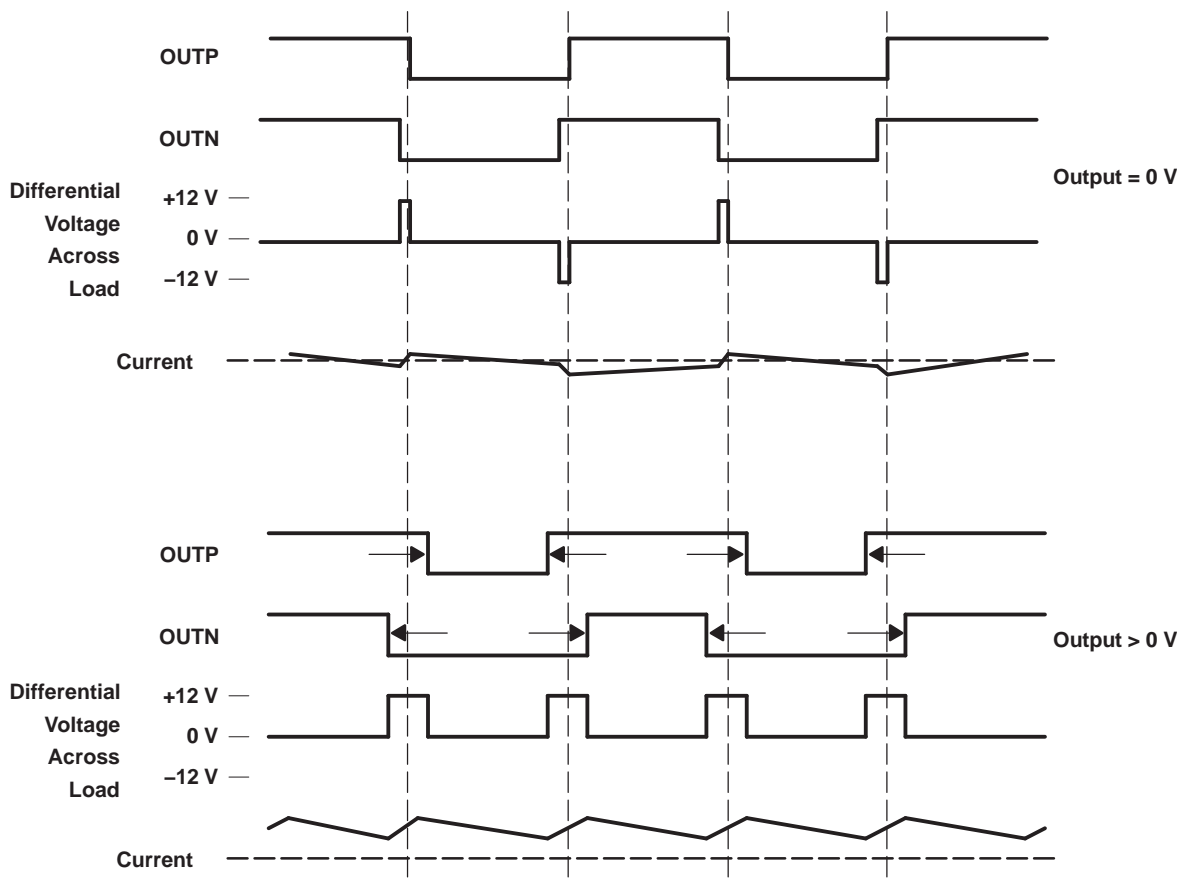 OUTP
OUTN
Output = 0 V
Differential
Voltage
Across
Load
+12 V
0 V
–12 V
Current
OUTP
OUTN
Output > 0 V
Differential
Voltage
Across
Load
+12 V
0 V
–12 V
Current